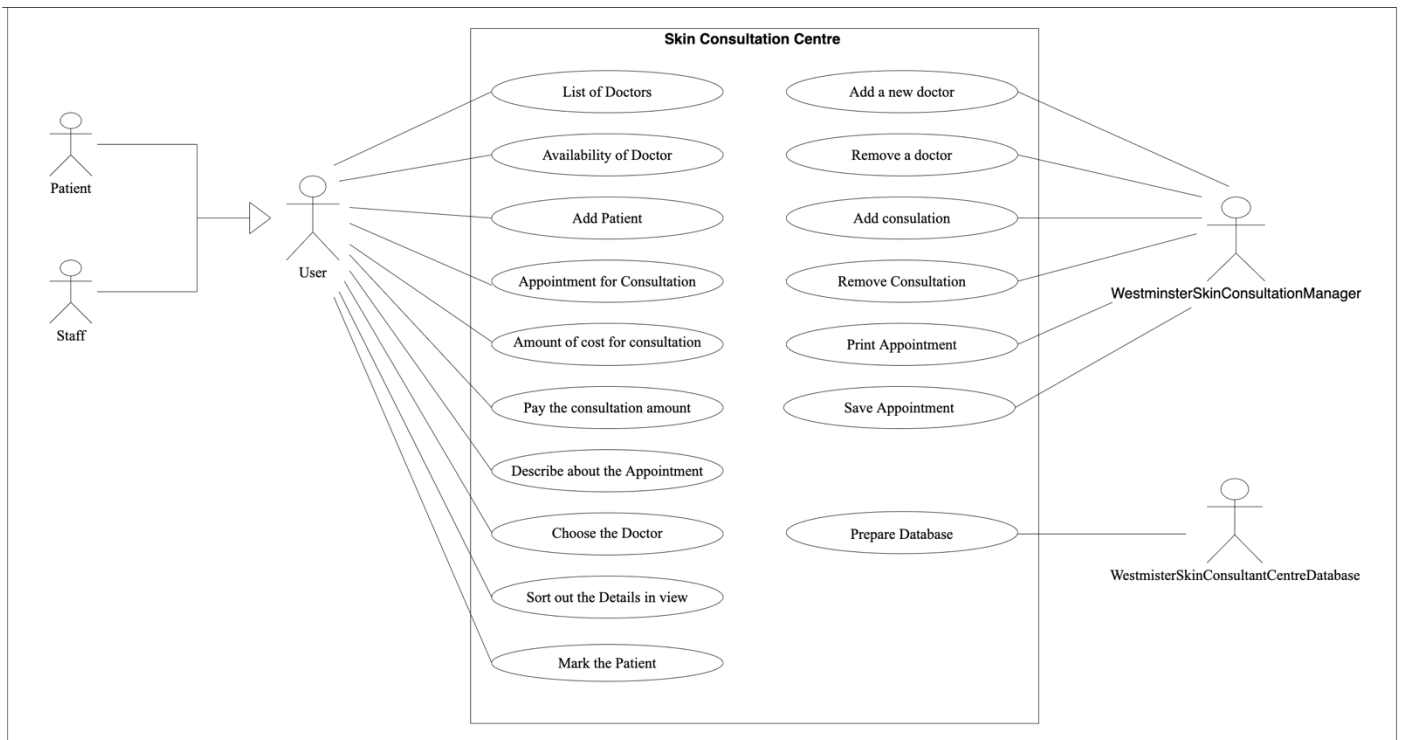 Skin Consultation Centre
List of Doctors
Add a new doctor
Patient
Availability of Doctor
Remove a doctor
User
Add Patient
Add consulation
Staff
Appointment for Consultation
Remove Consultation
WestminsterSkinConsultationManager
Amount of cost for consultation
Print Appointment
Pay the consultation amount
Save Appointment
Describe about the Appointment
Choose the Doctor
Prepare Database
WestmisterSkinConsultantCentreDatabase
Sort out the Details in view
Mark the Patient